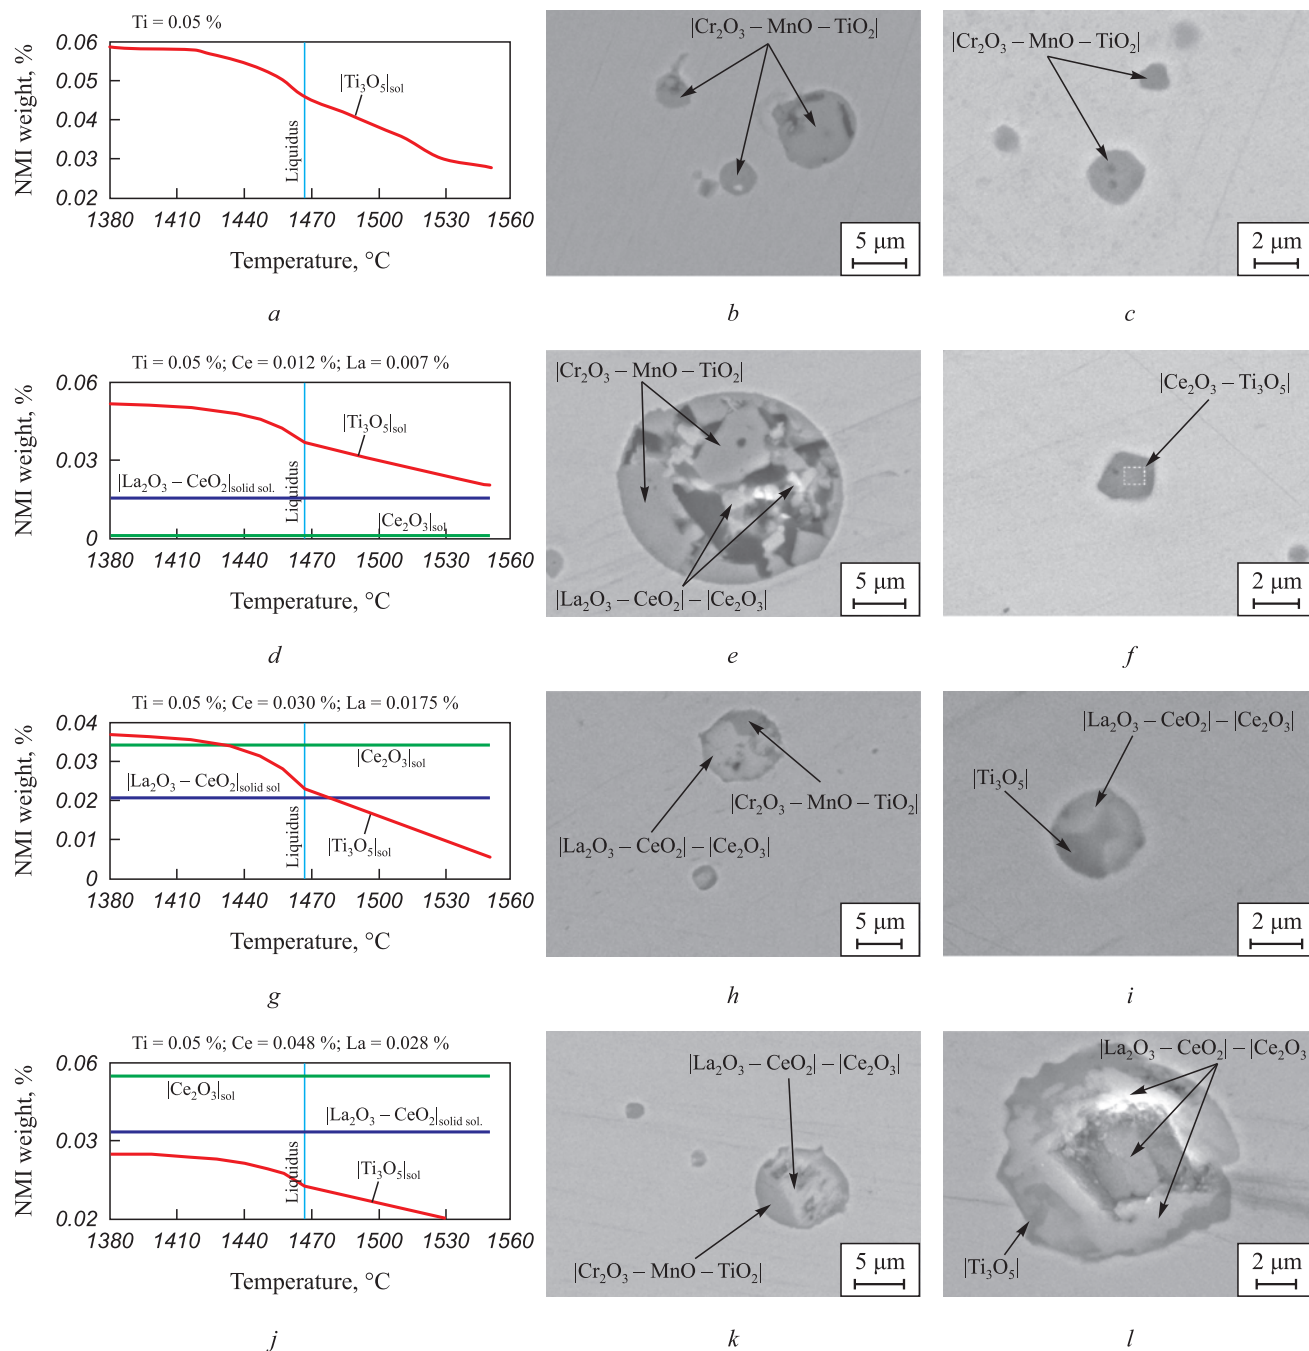 Ti = 0.05 %
NMI weight, %
0.06
0.05
0.04
0.03
0.02
|Ti₃O₅|sol
Liquidus
1380 1410 1440 1470 1500 1530 1560
Temperature, °C
a
|Cr₂O₃ – MnO – TiO₂|
5 μm
b
|Cr₂O₃ – MnO – TiO₂|
2 μm
c
Ti = 0.05 %; Ce = 0.012 %; La = 0.007 %
NMI weight, %
0.06
0.03
0
|Ti₃O₅|sol
|La₂O₃ – CeO₂|solid sol.
Liquidus
|Ce₂O₃|sol
1380 1410 1440 1470 1500 1530 1560
Temperature, °C
d
|Cr₂O₃ – MnO – TiO₂|
|La₂O₃ – CeO₂| – |Ce₂O₃|
5 μm
e
|Ce₂O₃ – Ti₃O₅|
2 μm
f
Ti = 0.05 %; Ce = 0.030 %; La = 0.0175 %
NMI weight, %
0.04
0.03
0.02
0.01
0
|Ce₂O₃|sol
|La₂O₃ – CeO₂|solid sol
Liquidus
|Ti₃O₅|sol
1380 1410 1440 1470 1500 1530 1560
Temperature, °C
g
|Cr₂O₃ – MnO – TiO₂|
|La₂O₃ – CeO₂| – |Ce₂O₃|
5 μm
h
|La₂O₃ – CeO₂| – |Ce₂O₃|
|Ti₃O₅|
2 μm
i
Ti = 0.05 %; Ce = 0.048 %; La = 0.028 %
NMI weight, %
0.06
0.03
0.02
|Ce₂O₃|sol
|La₂O₃ – CeO₂|solid sol.
Liquidus
|Ti₃O₅|sol
1380 1410 1440 1470 1500 1530 1560
Temperature, °C
j
|La₂O₃ – CeO₂| – |Ce₂O₃|
|Cr₂O₃ – MnO – TiO₂|
5 μm
k
|La₂O₃ – CeO₂| – |Ce₂O₃
|Ti₃O₅|
2 μm
l